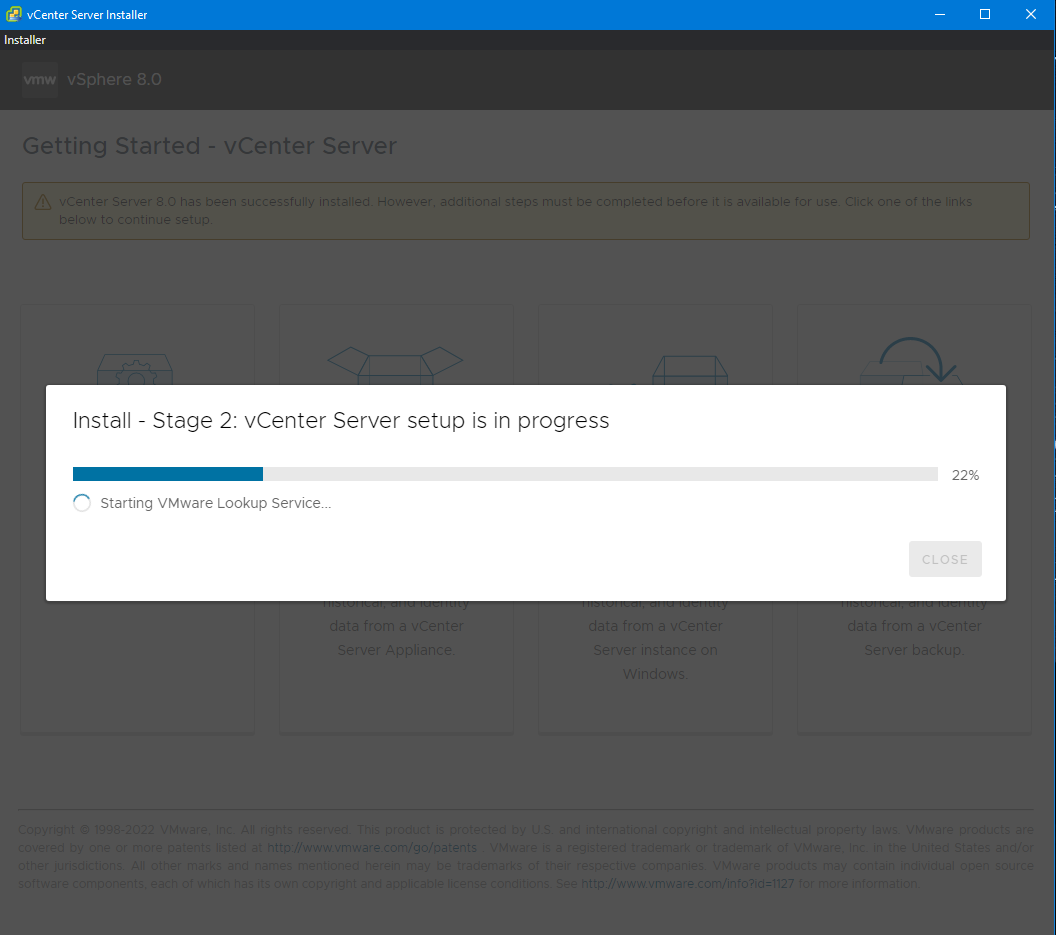 vCenter Server Installer
Installer
vmw vSphere 8.0
Getting Started - vCenter Server
vCenter Server 8.0 has been successfully installed. However, additional steps must be completed before it is available for use. Click one of the links
below to continue setup.
Install - Stage 2: vCenter Server setup is in progress
22%
Starting VMware Lookup Service...
CLOSE
historical, and identity
data from a vCenter
Server Appliance.
historical, and identity
data from a vCenter
Server instance on
Windows.
historical, and identity
data from a vCenter
Server backup.
Copyright © 1998-2022 VMware, Inc. All rights reserved. This product is protected by U.S. and international copyright and intellectual property laws. VMware products are
covered by one or more patents listed at http://www.vmware.com/go/patents . VMware is a registered trademark or trademark of VMware, Inc. in the United States and/or
other jurisdictions. All other marks and names mentioned herein may be trademarks of their respective companies. VMware products may contain individual open source
software components, each of which has its own copyright and applicable license conditions. See http://www.vmware.com/info?id=1127 for more information.